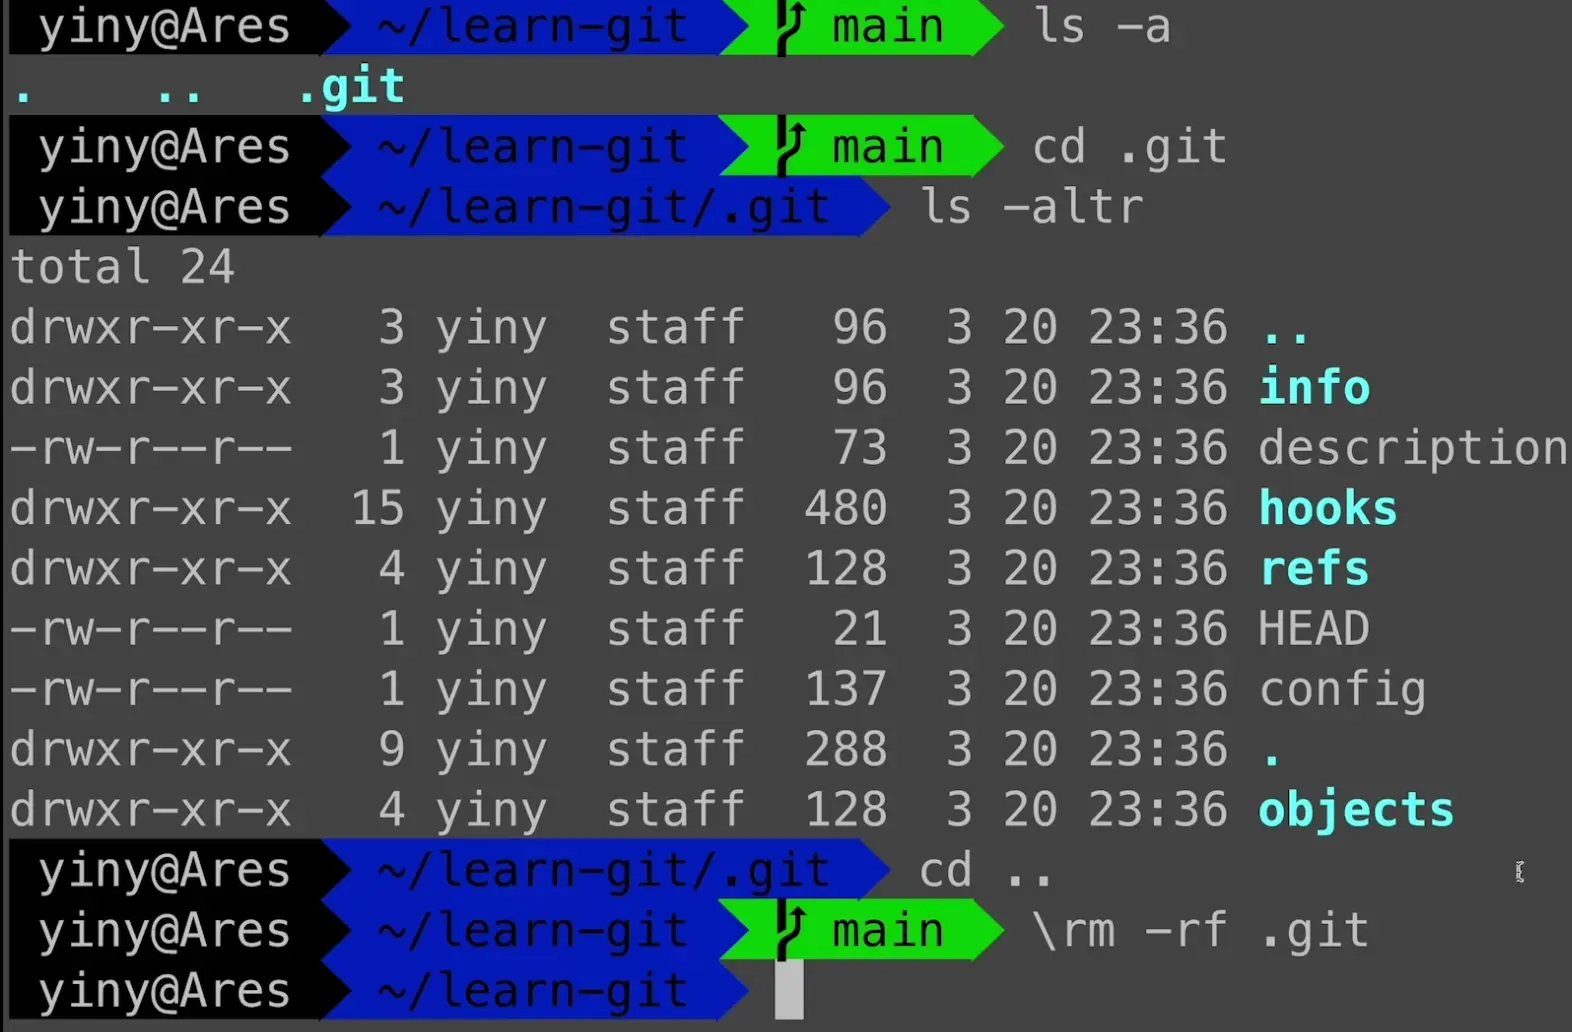 yiny@Ares ~/learn-git main ls -a
. .. .git
yiny@Ares ~/learn-git main cd .git
yiny@Ares ~/learn-git/.git ls -altr
total 24
drwxr-xr-x 3 yiny staff 96 3 20 23:36 ..
drwxr-xr-x 3 yiny staff 96 3 20 23:36 info
-rw-r--r-- 1 yiny staff 73 3 20 23:36 description
drwxr-xr-x 15 yiny staff 480 3 20 23:36 hooks
drwxr-xr-x 4 yiny staff 128 3 20 23:36 refs
-rw-r--r-- 1 yiny staff 21 3 20 23:36 HEAD
-rw-r--r-- 1 yiny staff 137 3 20 23:36 config
drwxr-xr-x 9 yiny staff 288 3 20 23:36 .
drwxr-xr-x 4 yiny staff 128 3 20 23:36 objects
yiny@Ares ~/learn-git/.git cd ..
yiny@Ares ~/learn-git main \rm -rf .git
yiny@Ares ~/learn-git